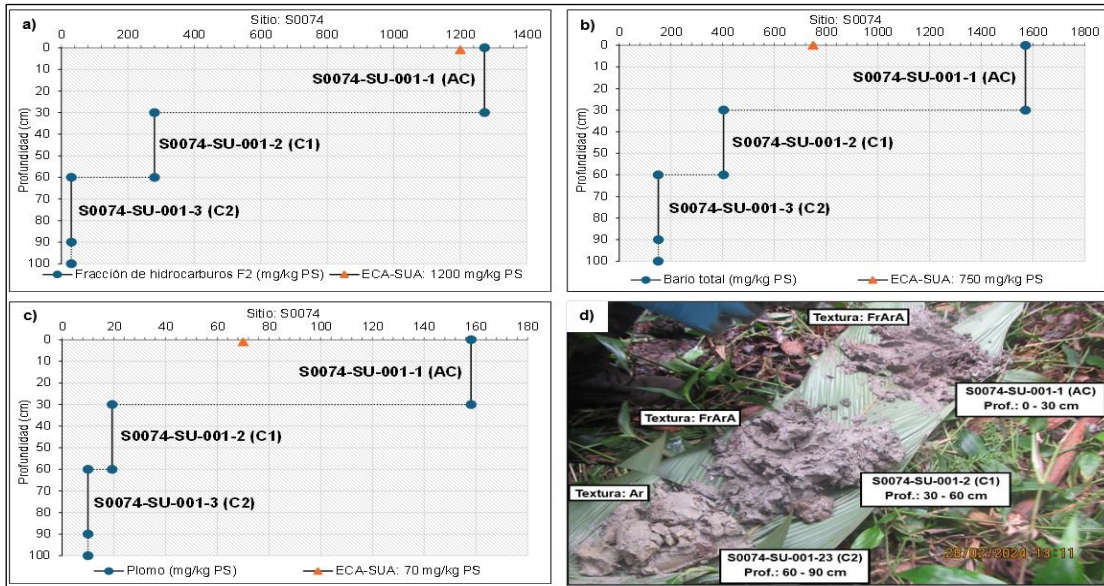 a)
Sitio: S0074
0 200 400 600 800 1000 1200 1400
0
10
20
30
40
50
60
70
80
90
100
Profundidad (cm)
S0074-SU-001-1 (AC)
S0074-SU-001-2 (C1)
S0074-SU-001-3 (C2)
Fracción de hidrocarburos F2 (mg/kg PS) ECA-SUA: 1200 mg/kg PS
b)
Sitio: S0074
0 200 400 600 800 1000 1200 1400 1600 1800
0
10
20
30
40
50
60
70
80
90
100
Profundidad (cm)
S0074-SU-001-1 (AC)
S0074-SU-001-2 (C1)
S0074-SU-001-3 (C2)
Bario total (mg/kg PS) ECA-SUA: 750 mg/kg PS
c)
Sitio: S0074
0 20 40 60 80 100 120 140 160 180
0
10
20
30
40
50
60
70
80
90
100
Profundidad (cm)
S0074-SU-001-1 (AC)
S0074-SU-001-2 (C1)
S0074-SU-001-3 (C2)
Plomo (mg/kg PS) ECA-SUA: 70 mg/kg PS
d)
Textura: FrArA
S0074-SU-001-1 (AC)
Prof.: 0 - 30 cm
Textura: FrArA
S0074-SU-001-2 (C1)
Prof.: 30 - 60 cm
Textura: Ar
S0074-SU-001-23 (C2)
Prof.: 60 - 90 cm